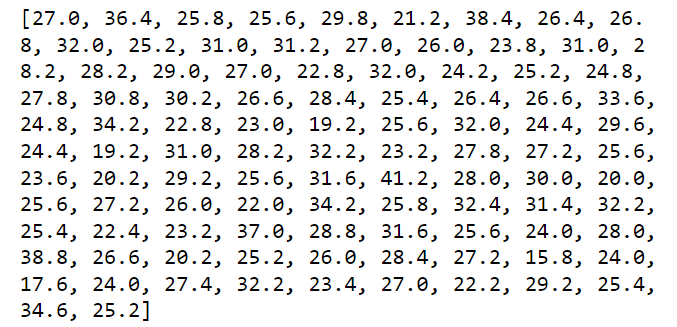 [27.0, 36.4, 25.8, 25.6, 29.8, 21.2, 38.4, 26.4, 26.
8, 32.0, 25.2, 31.0, 31.2, 27.0, 26.0, 23.8, 31.0, 2
8.2, 28.2, 29.0, 27.0, 22.8, 32.0, 24.2, 25.2, 24.8,
27.8, 30.8, 30.2, 26.6, 28.4, 25.4, 26.4, 26.6, 33.6,
24.8, 34.2, 22.8, 23.0, 19.2, 25.6, 32.0, 24.4, 29.6,
24.4, 19.2, 31.0, 28.2, 32.2, 23.2, 27.8, 27.2, 25.6,
23.6, 20.2, 29.2, 25.6, 31.6, 41.2, 28.0, 30.0, 20.0,
25.6, 27.2, 26.0, 22.0, 34.2, 25.8, 32.4, 31.4, 32.2,
25.4, 22.4, 23.2, 37.0, 28.8, 31.6, 25.6, 24.0, 28.0,
38.8, 26.6, 20.2, 25.2, 26.0, 28.4, 27.2, 15.8, 24.0,
17.6, 24.0, 27.4, 32.2, 23.4, 27.0, 22.2, 29.2, 25.4,
34.6, 25.2]